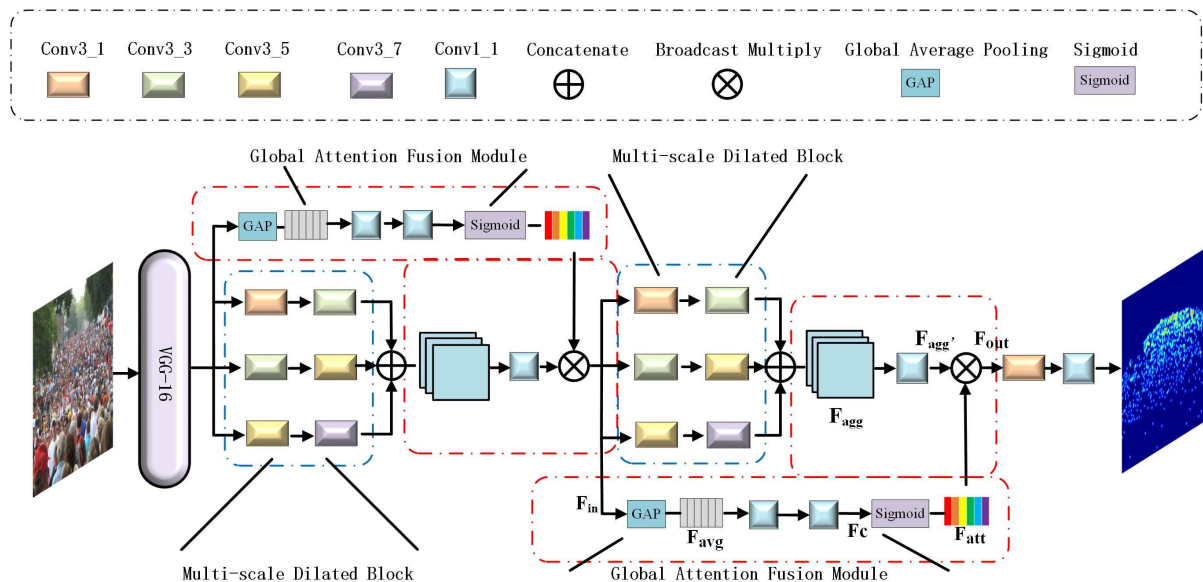 Conv3_1 Conv3_3 Conv3_5 Conv3_7 Conv1_1 Concatenate Broadcast Multiply Global Average Pooling Sigmoid
GAP Sigmoid
Global Attention Fusion Module Multi-scale Dilated Block
GAP Sigmoid
VGG-16
Fagg' Fout
Fagg
Fin GAP Favg Fc Sigmoid Fatt
Multi-scale Dilated Block Global Attention Fusion Module